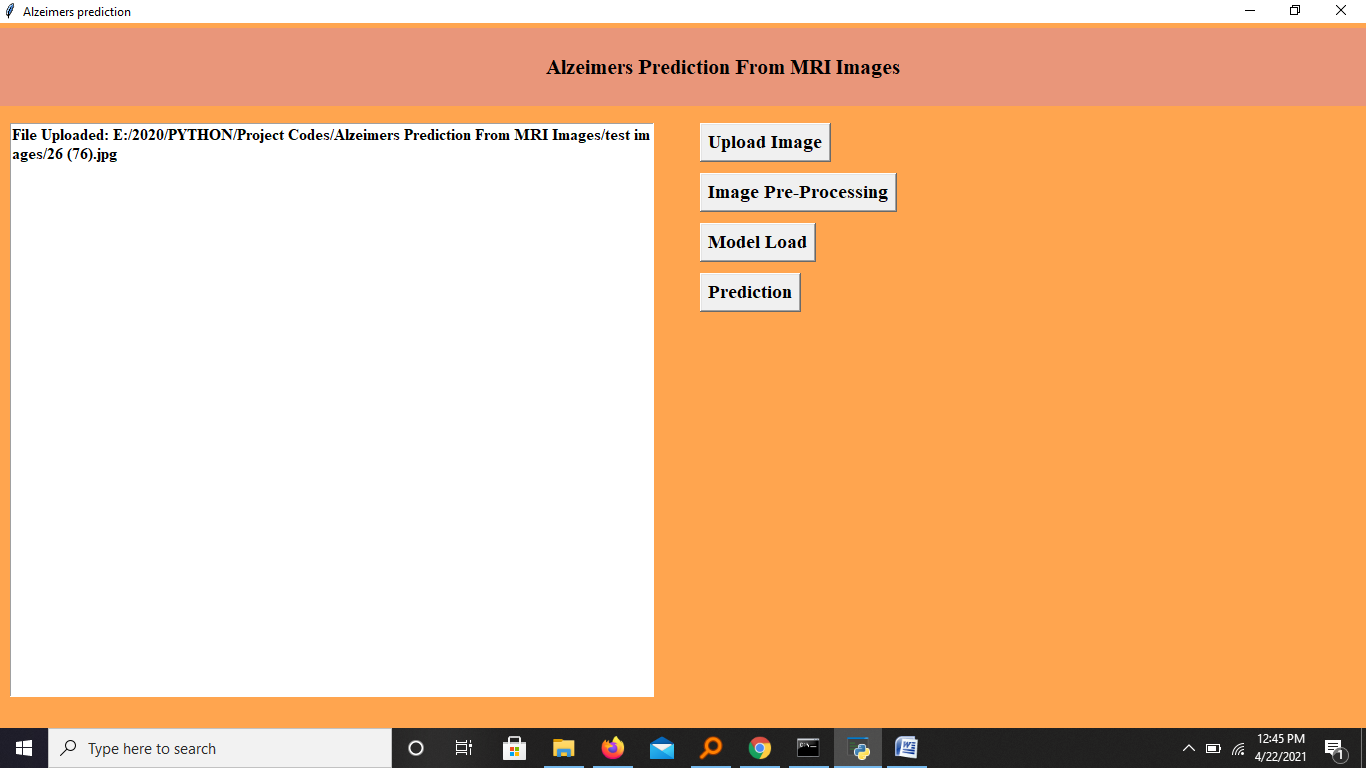 Alzeimers prediction
Alzeimers Prediction From MRI Images
File Uploaded: E:/2020/PYTHON/Project Codes/Alzeimers Prediction From MRI Images/test im
ages/26 (76).jpg
Upload Image
Image Pre-Processing
Model Load
Prediction
Type here to search
12:45 PM
4/22/2021
1